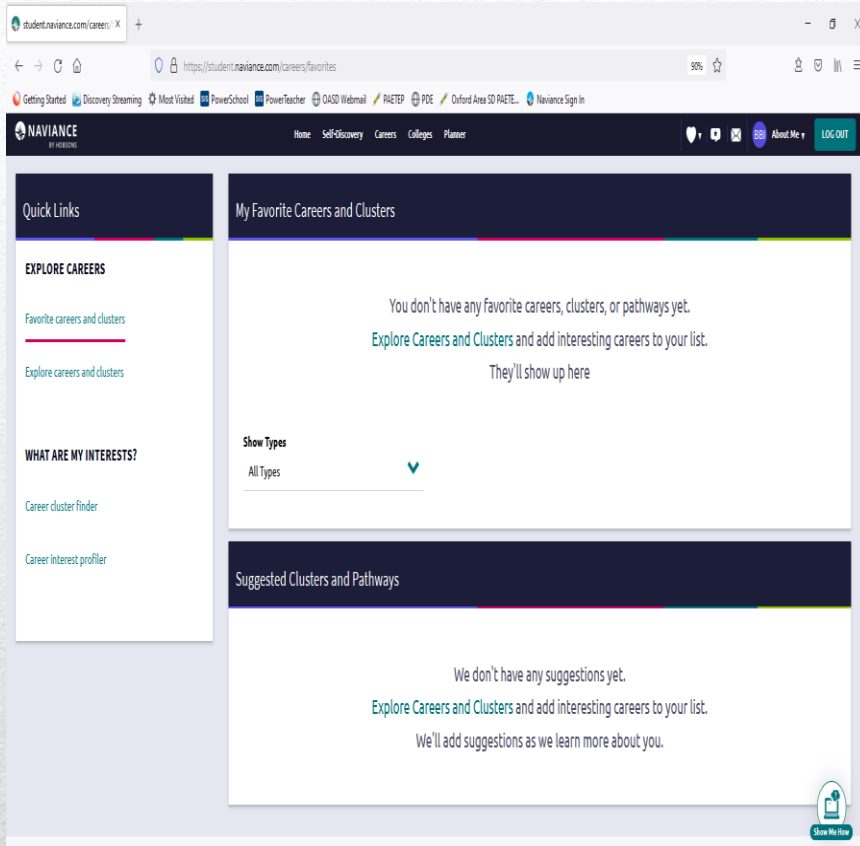 student.naviance.com/careers/
https://student.naviance.com/careers/favorites
90%
Getting Started Discovery Streaming Most Visited PowerSchool PowerTeacher OASD Webmail PAETEP PDE Oxford Area SD PAETE... Naviance Sign In
NAVIANCE
BY HOBSONS
Home Self-Discovery Careers Colleges Planner
BBI About Me LOG OUT
Quick Links
EXPLORE CAREERS
Favorite careers and clusters
Explore careers and clusters
WHAT ARE MY INTERESTS?
Career cluster finder
Career interest profiler
My Favorite Careers and Clusters
You don't have any favorite careers, clusters, or pathways yet.
Explore Careers and Clusters and add interesting careers to your list.
They'll show up here
Show Types
All Types
Suggested Clusters and Pathways
We don't have any suggestions yet.
Explore Careers and Clusters and add interesting careers to your list.
We'll add suggestions as we learn more about you.
Show Me How